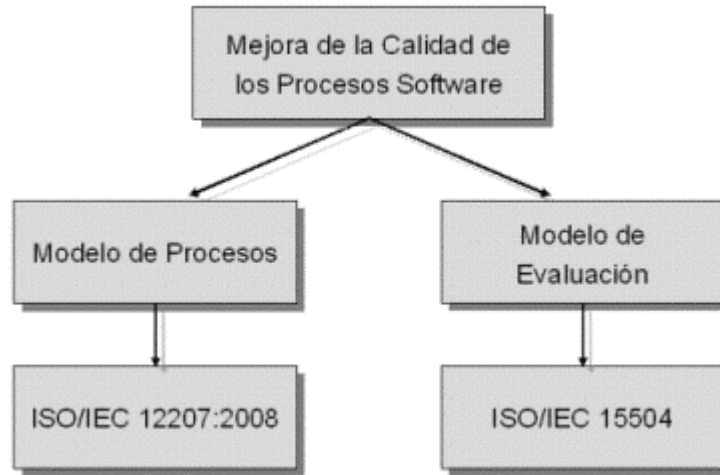 Mejora de la Calidad de
los Procesos Software
Modelo de Procesos
Modelo de
Evaluación
ISO/IEC 12207:2008
ISO/IEC 15504